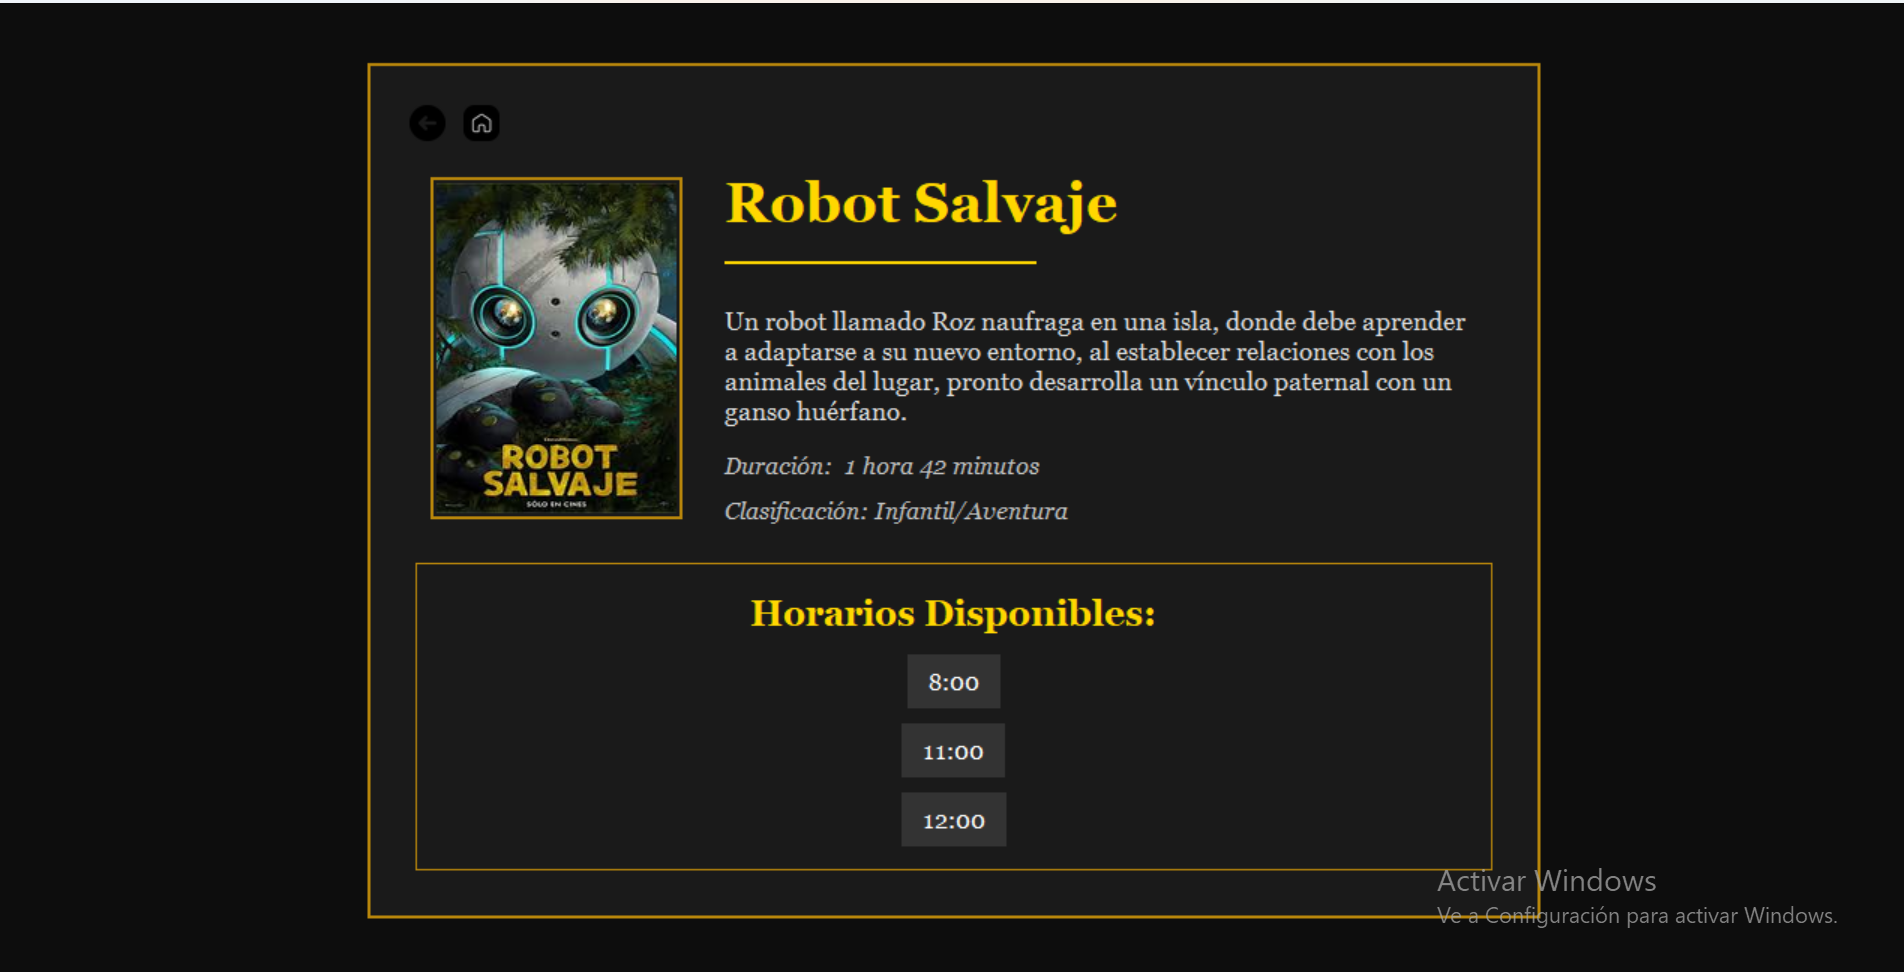 Robot Salvaje
Un robot llamado Roz naufraga en una isla, donde debe aprender
a adaptarse a su nuevo entorno, al establecer relaciones con los
animales del lugar, pronto desarrolla un vínculo paternal con un
ganso huérfano.
Duración: 1 hora 42 minutos
Clasificación: Infantil/Aventura
ROBOT
SALVAJE
SÓLO EN CINES
Horarios Disponibles:
8:00
11:00
12:00
Activar Windows
Ve a Configuración para activar Windows.